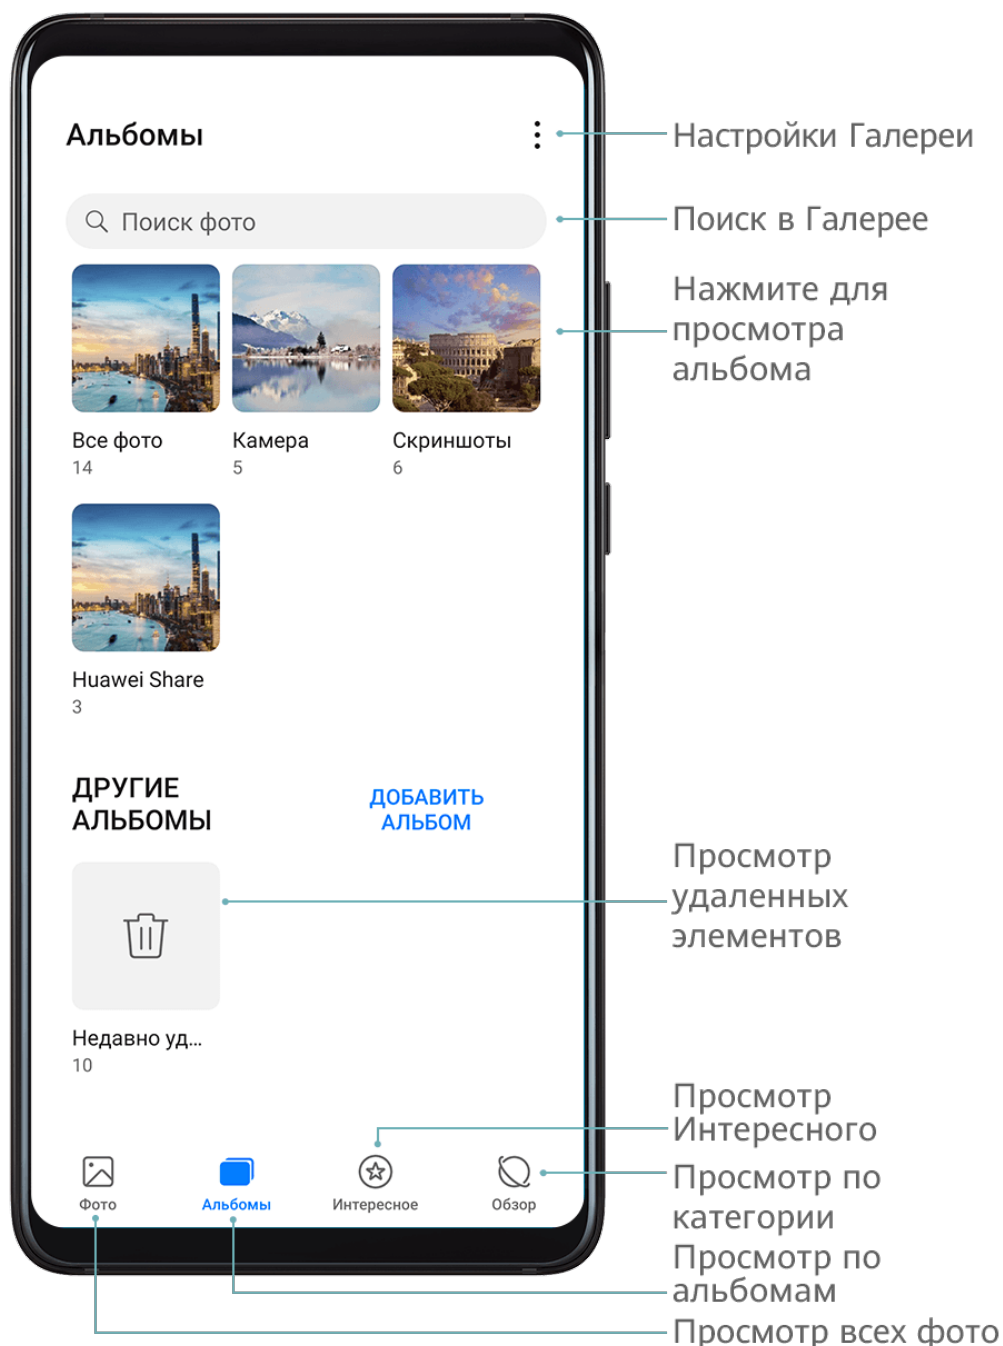 Альбомы
Настройки Галереи
Поиск фото
Поиск в Галерее
Нажмите для
просмотра
альбома
Все фото
14
Камера
5
Скриншоты
6
Huawei Share
3
ДРУГИЕ
АЛЬБОМЫ
ДОБАВИТЬ
АЛЬБОМ
Просмотр
удаленных
элементов
Недавно уд...
10
Просмотр
Интересного
Фото
Альбомы
Интересное
Обзор
Просмотр по
категории
Просмотр по
альбомам
Просмотр всех фото